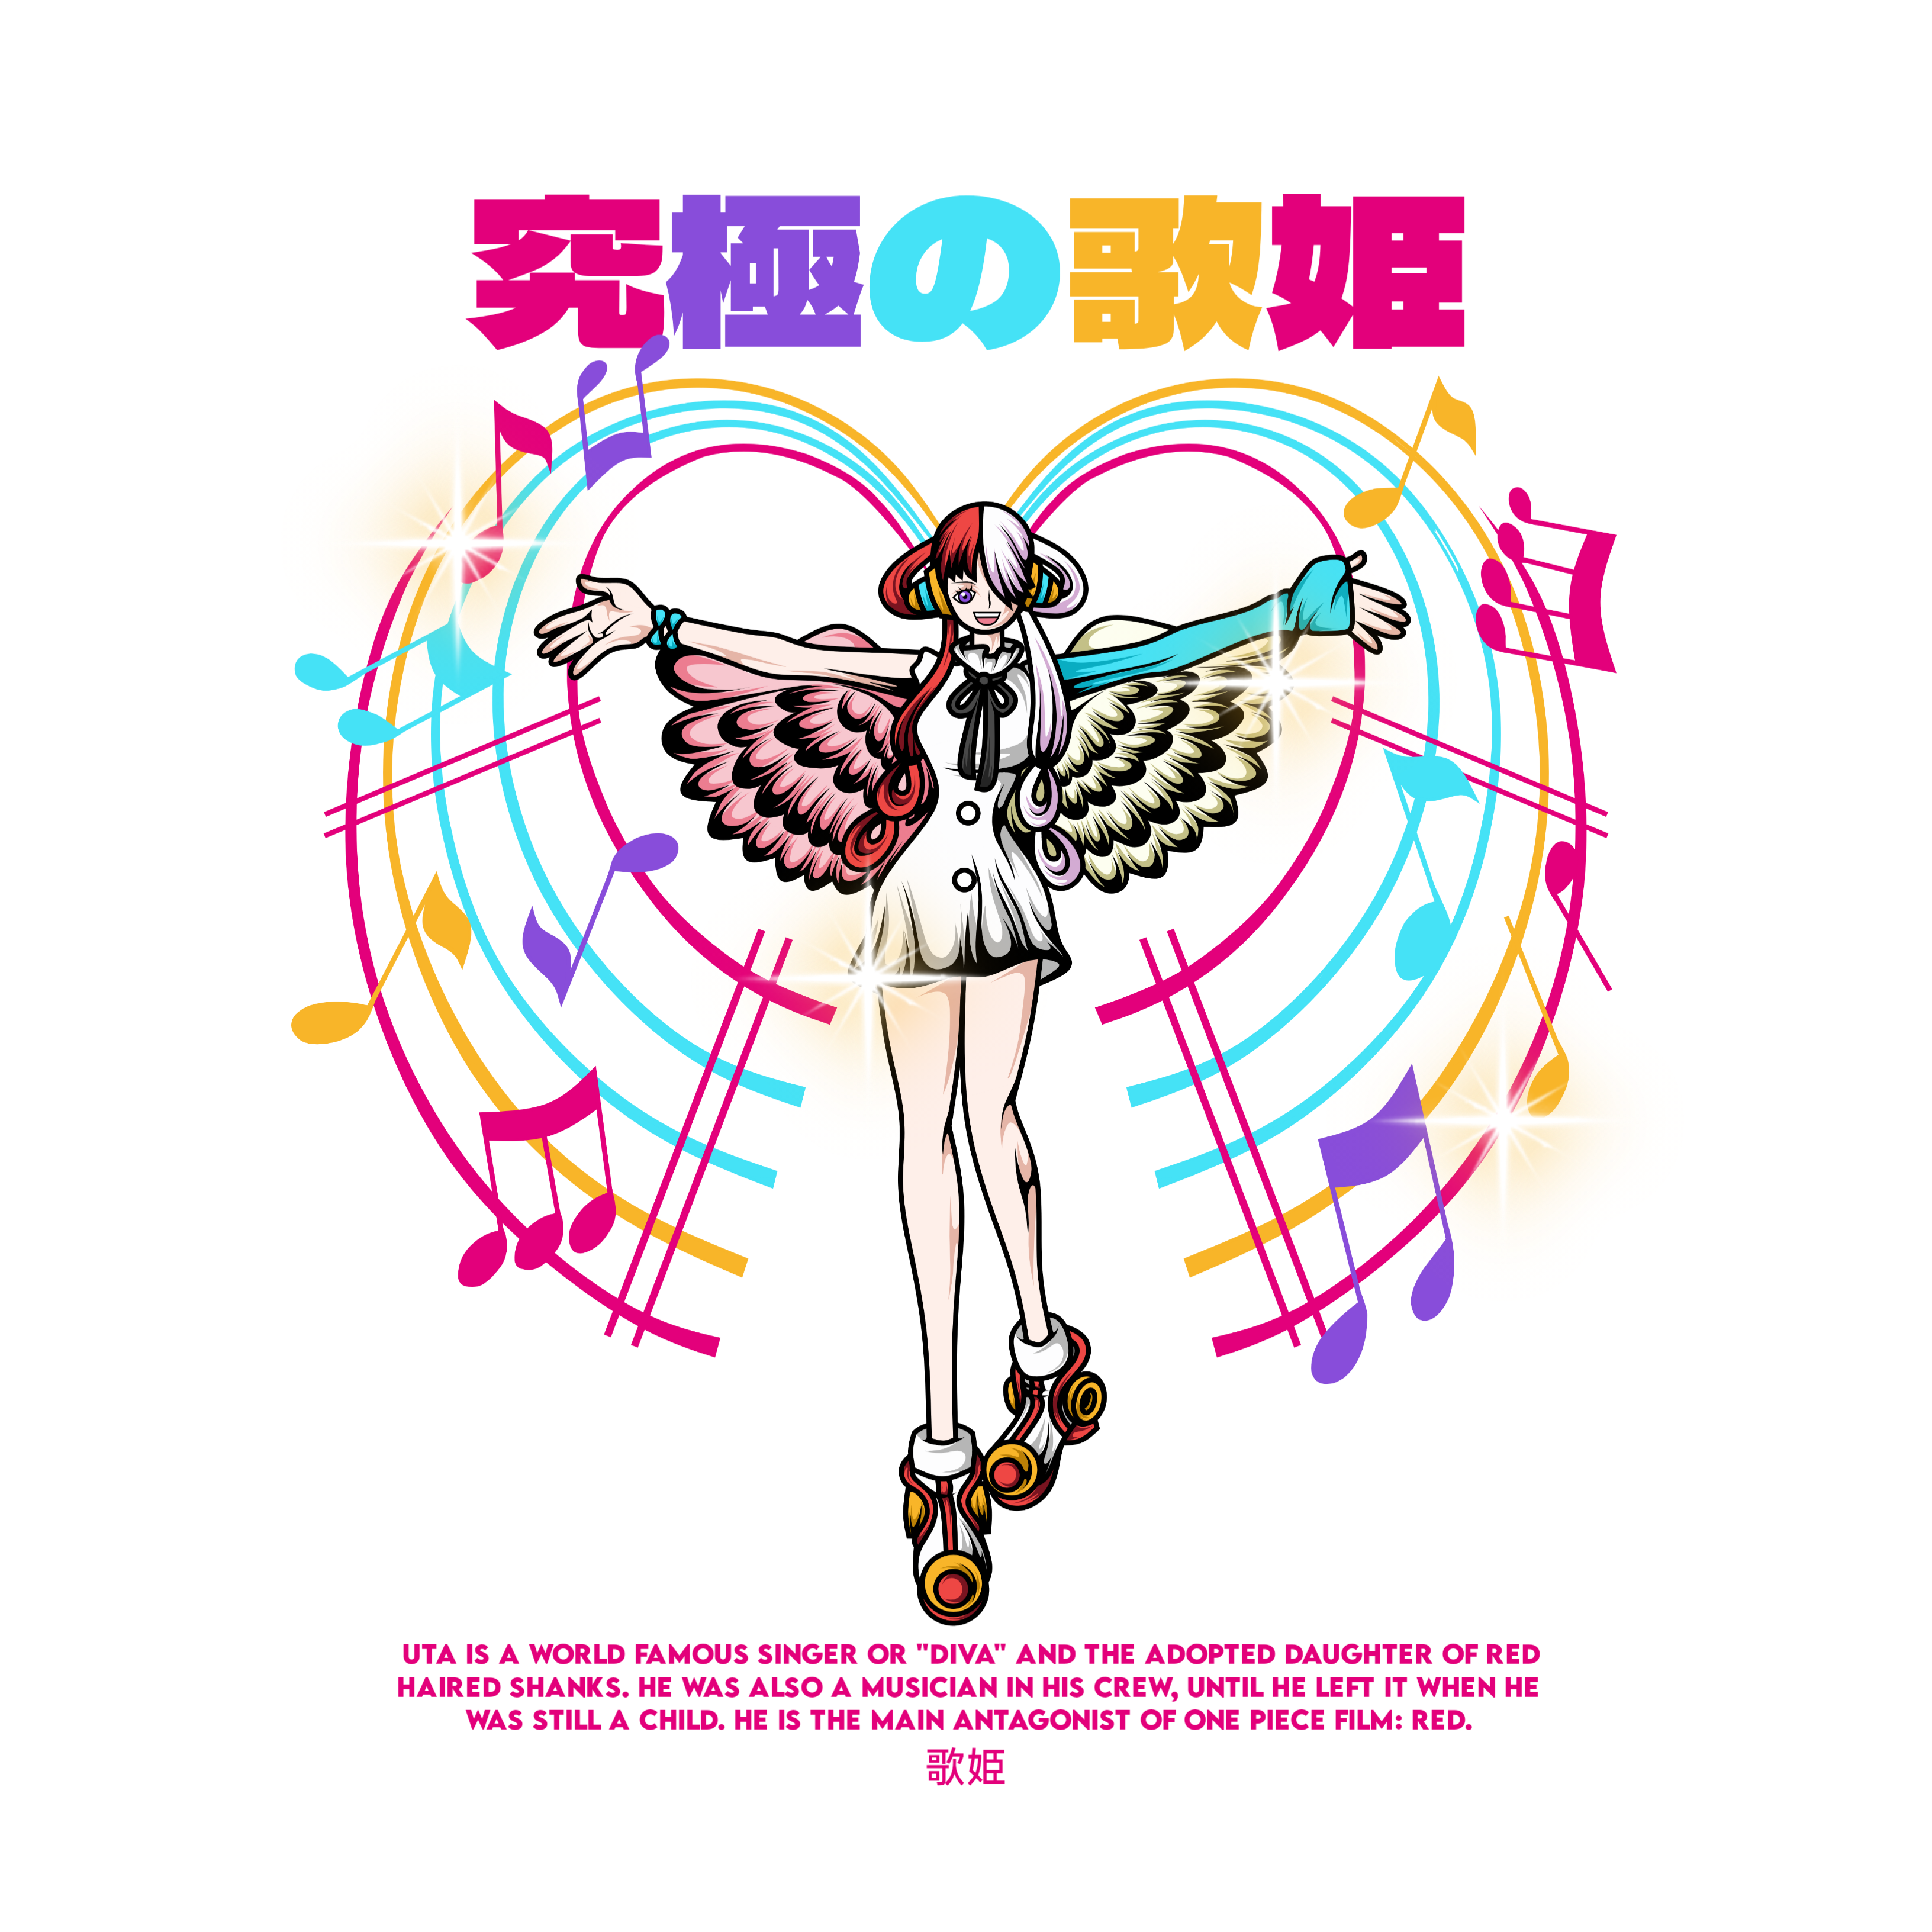 究極の歌姫
UTA IS A WORLD FAMOUS SINGER OR "DIVA" AND THE ADOPTED DAUGHTER OF RED
HAIRED SHANKS. HE WAS ALSO A MUSICIAN IN HIS CREW, UNTIL HE LEFT IT WHEN HE
WAS STILL A CHILD. HE IS THE MAIN ANTAGONIST OF ONE PIECE FILM: RED.
歌姫